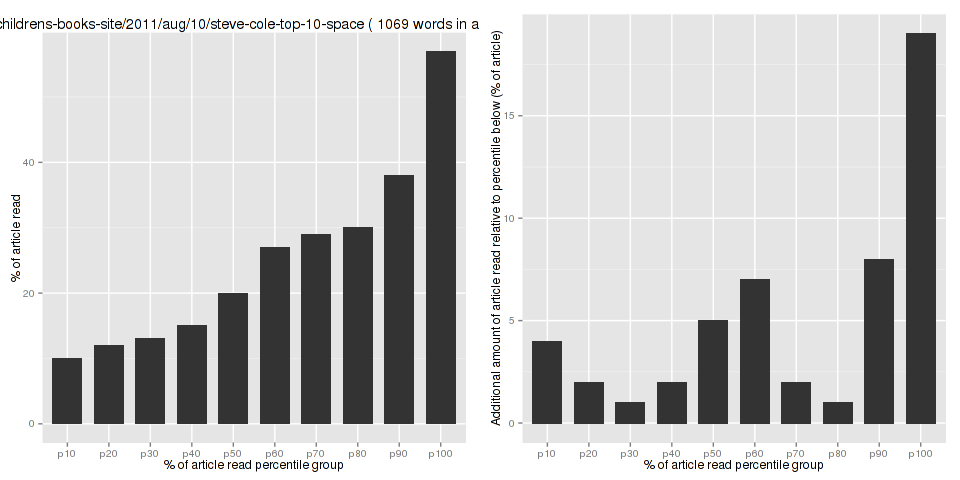 childrens-books-site/2011/aug/10/steve-cole-top-10-space ( 1069 words in a
% of article read
40
20
0
p10 p20 p30 p40 p50 p60 p70 p80 p90 p100
% of article read percentile group
Additional amount of article read relative to percentile below (% of article)
15
10
5
0
p10 p20 p30 p40 p50 p60 p70 p80 p90 p100
% of article read percentile group